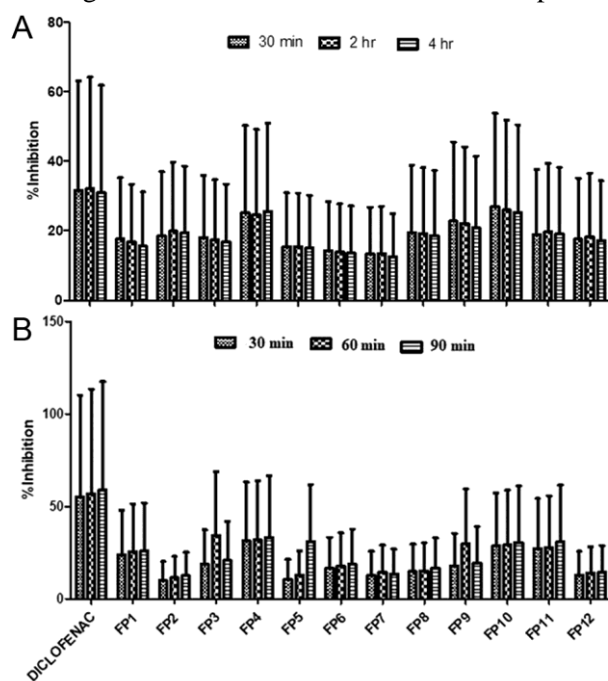 A
30 min 2 hr 4 hr
80
60
40
20
0
%Inhibition
B
30 min 60 min 90 min
150
100
50
0
%Inhibition
DICLOFENAC FP1 FP2 FP3 FP4 FP5 FP6 FP7 FP8 FP9 FP10 FP11 FP12